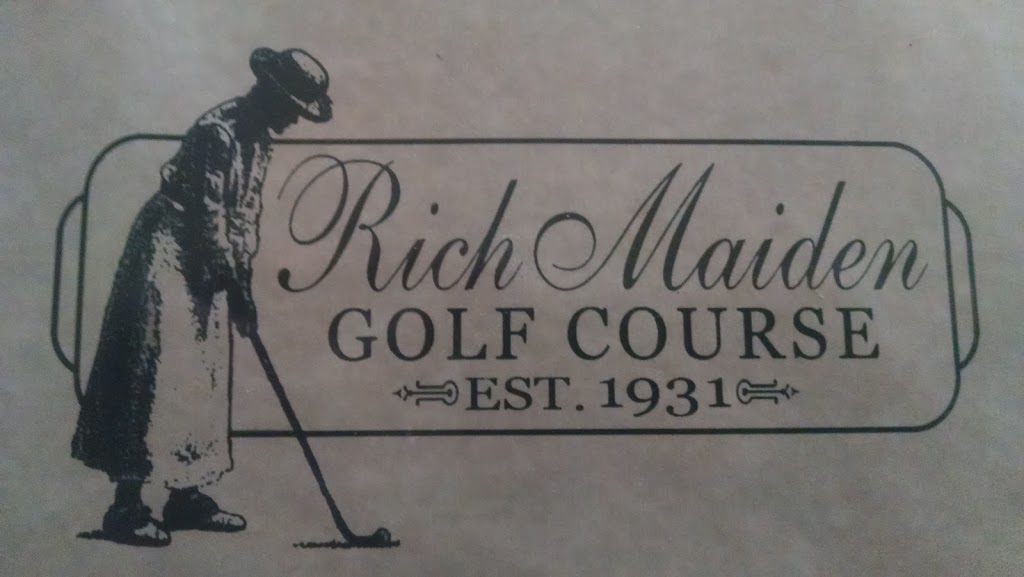 Rich Maiden
GOLF COURSE
EST. 1931